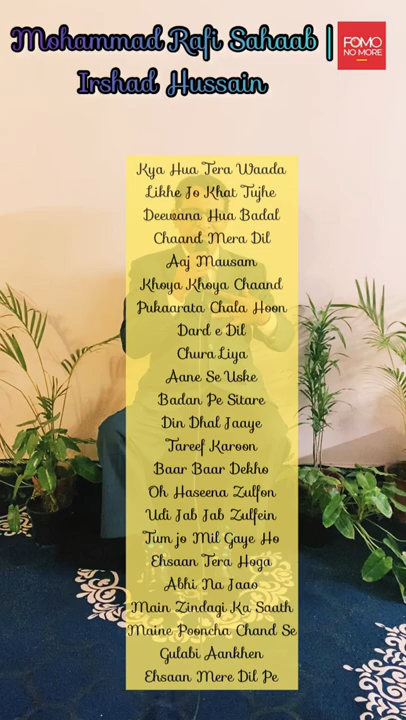 Mohammad Rafi Sahaab |
Irshad Hussain
FOMO
NO MORE
Kya Hua Tera Waada
Likhe Jo Khat Tujhe
Deewana Hua Badal
Chaand Mera Dil
Aaj Mausam
Khoya Khoya Chaand
Pukaarata Chala Hoon
Dard e Dil
Chura Liya
Aane Se Uske
Badan Pe Sitare
Din Dhal Jaaye
Tareef Karoon
Baar Baar Dekho
Oh Haseena Zulfon
Udi Jab Jab Zulfein
Tum jo Mil Gaye Ho
Ehsaan Tera Hoga
Abhi Na Jaao
Main Zindagi Ka Saath
Maine Pooncha Chand Se
Gulabi Aankhen
Ehsaan Mere Dil Pe